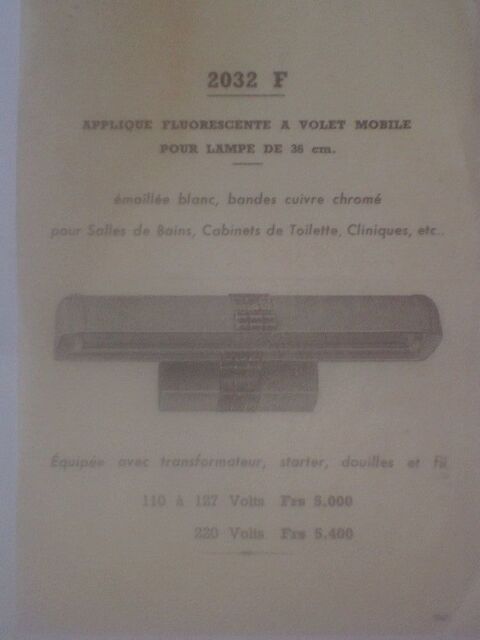 2032 F
APPLIQUE FLUORESCENTE A VOLET MOBILE
POUR LAMPE DE 36 cm.
émaillée blanc, bandes cuivre chromé
pour Salles de Bains, Cabinets de Toilette, Cliniques, etc..
Équipée avec transformateur, starter, douilles et fil
110 à 127 Volts Frs 5.000
220 Volts Frs 5.400